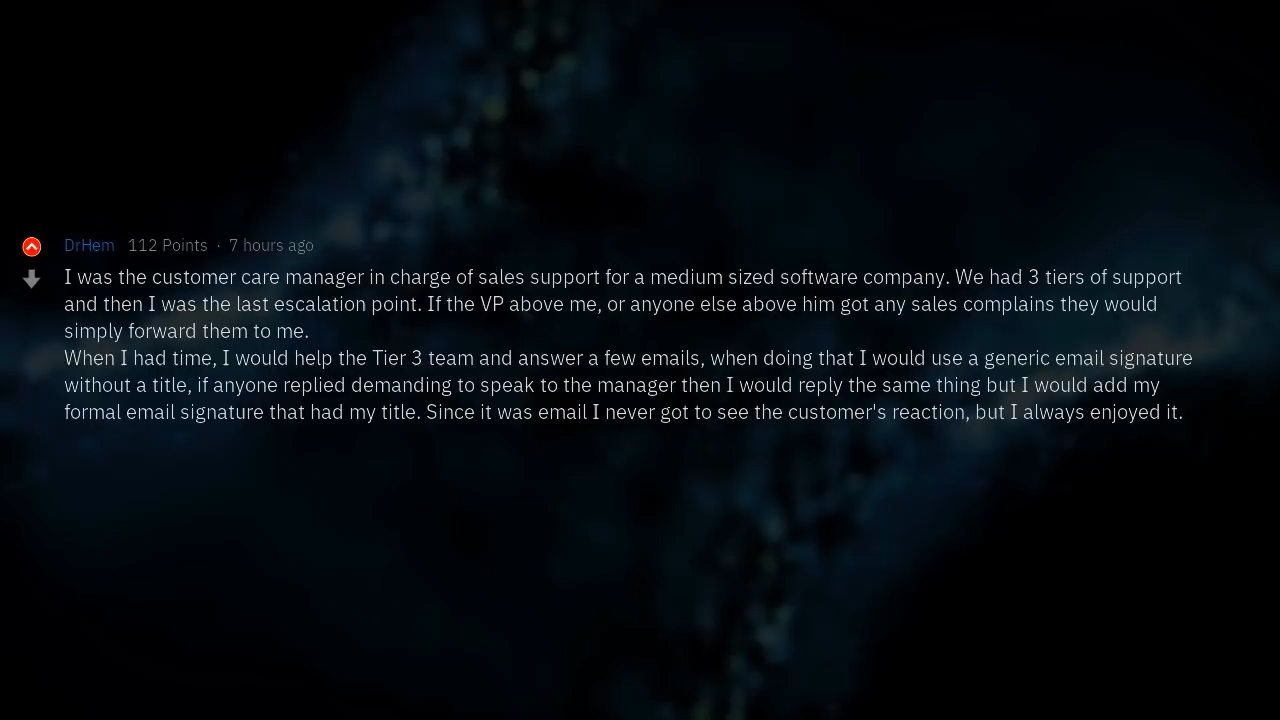 DrHem 112 Points · 7 hours ago
I was the customer care manager in charge of sales support for a medium sized software company. We had 3 tiers of support
and then I was the last escalation point. If the VP above me, or anyone else above him got any sales complains they would
simply forward them to me.
When I had time, I would help the Tier 3 team and answer a few emails, when doing that I would use a generic email signature
without a title, if anyone replied demanding to speak to the manager then I would reply the same thing but I would add my
formal email signature that had my title. Since it was email I never got to see the customer's reaction, but I always enjoyed it.